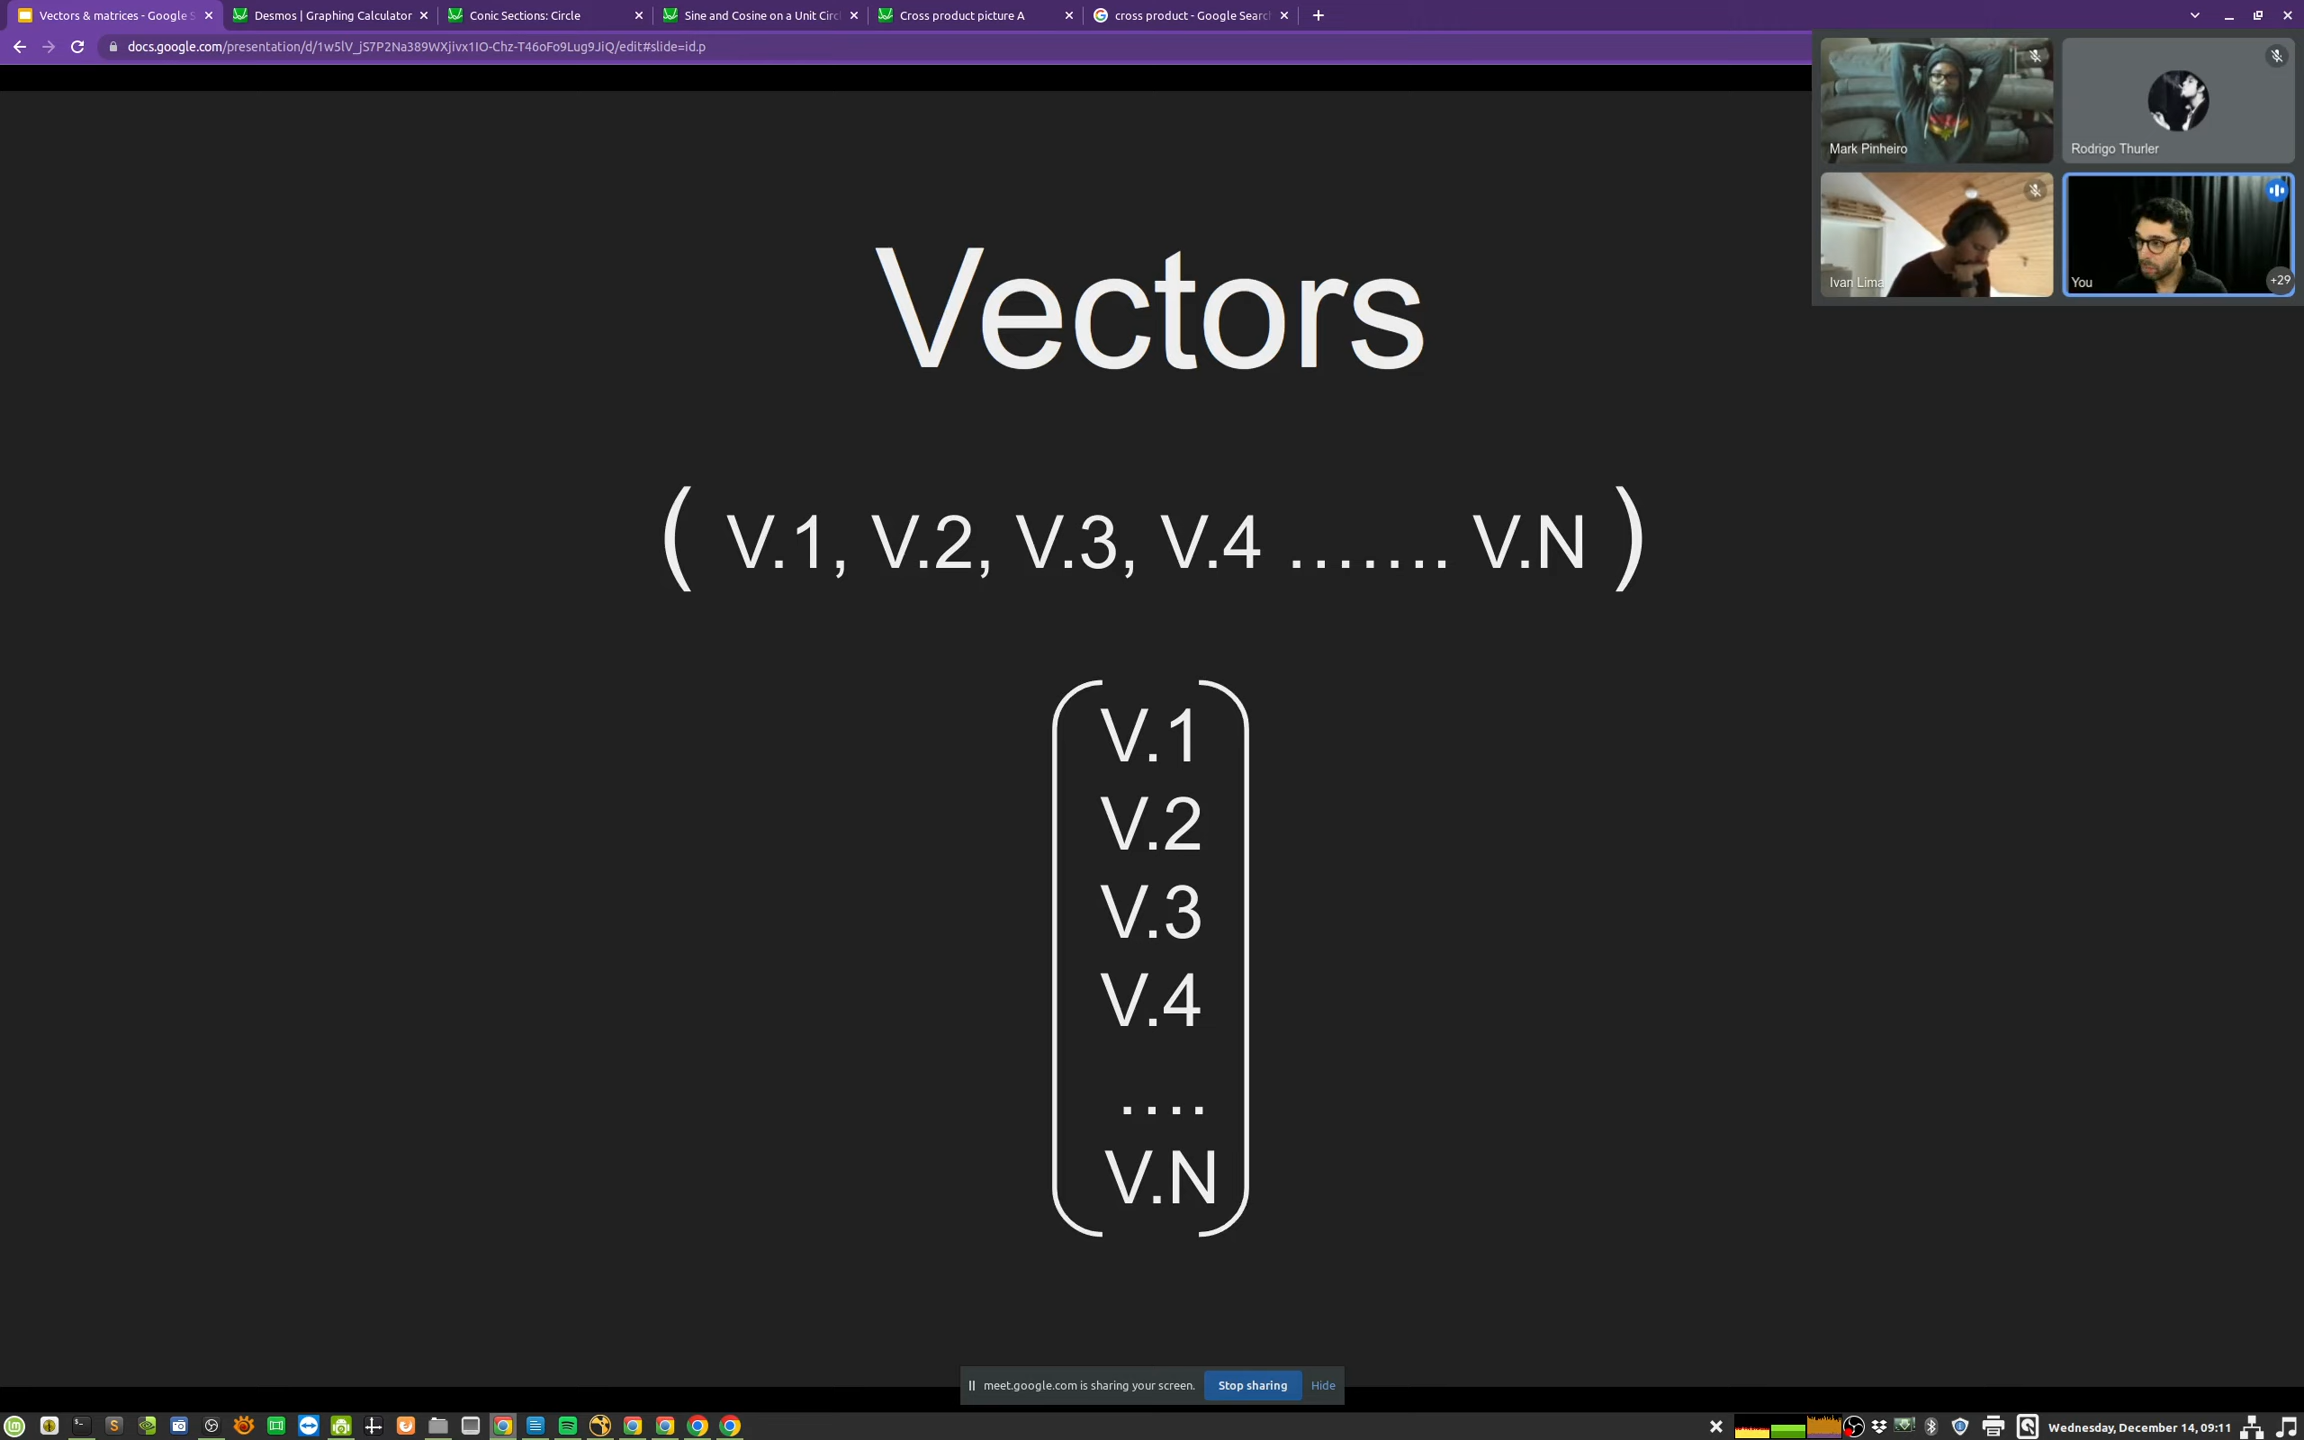 Vectors & matrices - Google S
Desmos | Graphing Calculator
Conic Sections: Circle
Sine and Cosine on a Unit Circ
Cross product picture A
cross product - Google Searc
docs.google.com/presentation/d/1w5lV_jS7P2Na389WXjivx1IO-Chz-T46oFo9Lug9JiQ/edit#slide=id.p
Mark Pinheiro
Rodrigo Thurler
Ivan Lima
You
+29
Vectors
( V.1, V.2, V.3, V.4 ....... V.N )
V.1
V.2
V.3
V.4
....
V.N
meet.google.com is sharing your screen.
Stop sharing
Hide
Wednesday, December 14, 09:11